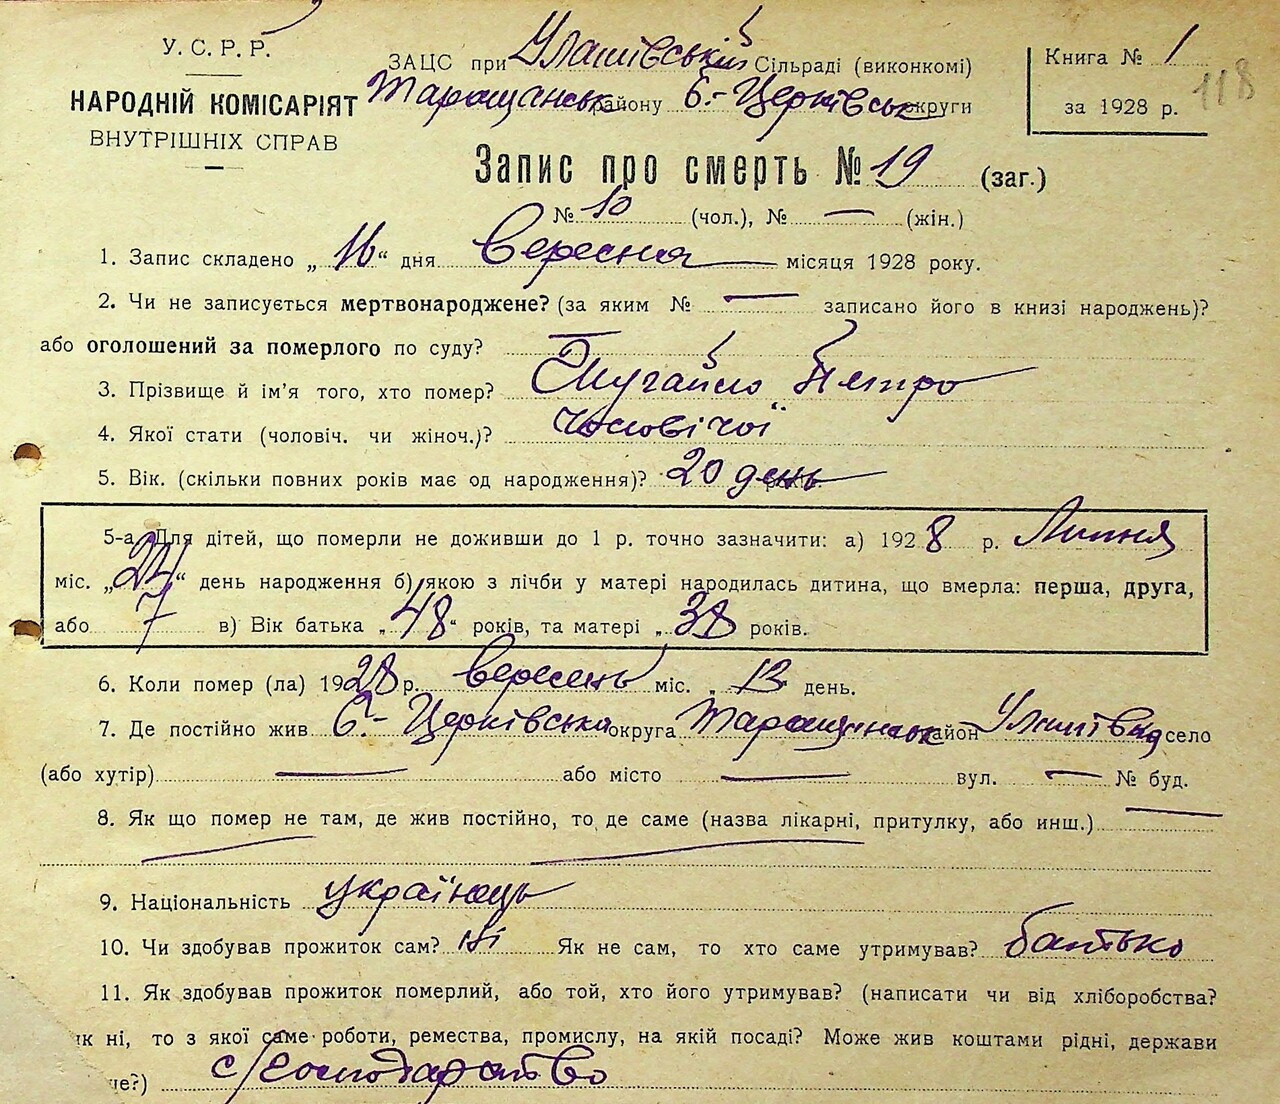 У.С.Р.Р.
НАРОДНІЙ КОМІСАРІЯТ
ВНУТРІШНІХ СПРАВ
ЗАЦС при Улашівській Сільраді (виконкомі)
Таращанськ району Б.-Церківськ округи
Книга № 1
за 1928 р.
118
Запис про смерть № 19 (заг.)
№ 10 (чол.), № — (жін.)
1. Запис складено „16“ дня Вересня місяця 1928 року.
2. Чи не записується мертвонароджене? (за яким № — записано його в книзі народжень)?
або оголошений за померлого по суду? —
3. Прізвище й ім'я того, хто помер? Шугайло Петро
4. Якої стати (чоловіч. чи жіноч.)? Чоловічої
5. Вік. (скільки повних років має од народження)? 20 день
5-а. Для дітей, що померли не доживши до 1 р. точно зазначити: а) 1928 р. Липня
міс. „24“ день народження б) якою з лічби у матері народилась дитина, що вмерла: перша, друга,
або 7 в) Вік батька „48“ років, та матері „38“ років.
6. Коли помер (ла) 1928 р. вересень міс. „13 день.
7. Де постійно жив Б.-Церківська округа Таращанськ район Улашівка село
(або хутір) — або місто — вул. — № буд.
8. Як що помер не там, де жив постійно, то де саме (назва лікарні, притулку, або инш.) —
9. Національність українець
10. Чи здобував прожиток сам? Ні Як не сам, то хто саме утримував? батько
11. Як здобував прожиток померлий, або той, хто його утримував? (написати чи від хліборобства?
як ні, то з якої саме роботи, ремества, промислу, на якій посаді? Може жив коштами рідні, держави
ще?) с/господарство